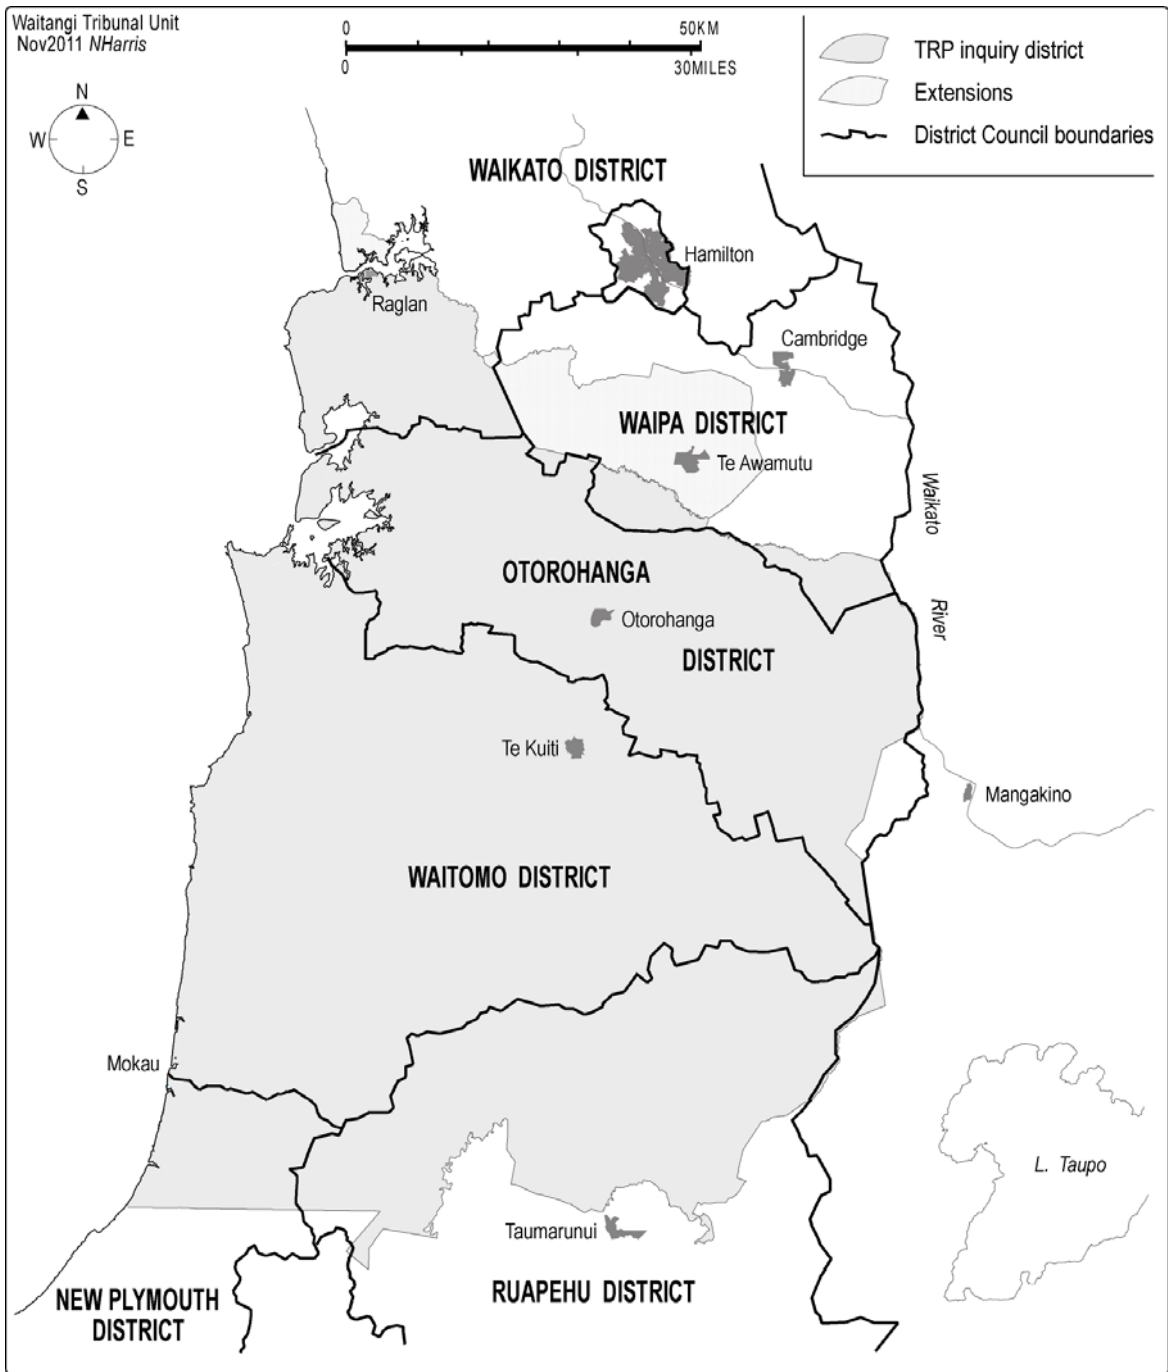 Waitangi Tribunal Unit
Nov2011 NHarris
0
50KM
0
30MILES
TRP inquiry district
Extensions
District Council boundaries
N
W
E
S
WAIKATO DISTRICT
Hamilton
Raglan
Cambridge
WAIPA DISTRICT
Te Awamutu
Waikato
River
OTOROHANGA
Otorohanga
DISTRICT
Te Kuiti
Mangakino
WAITOMO DISTRICT
Mokau
L. Taupo
Taumarunui
RUAPEHU DISTRICT
NEW PLYMOUTH
DISTRICT